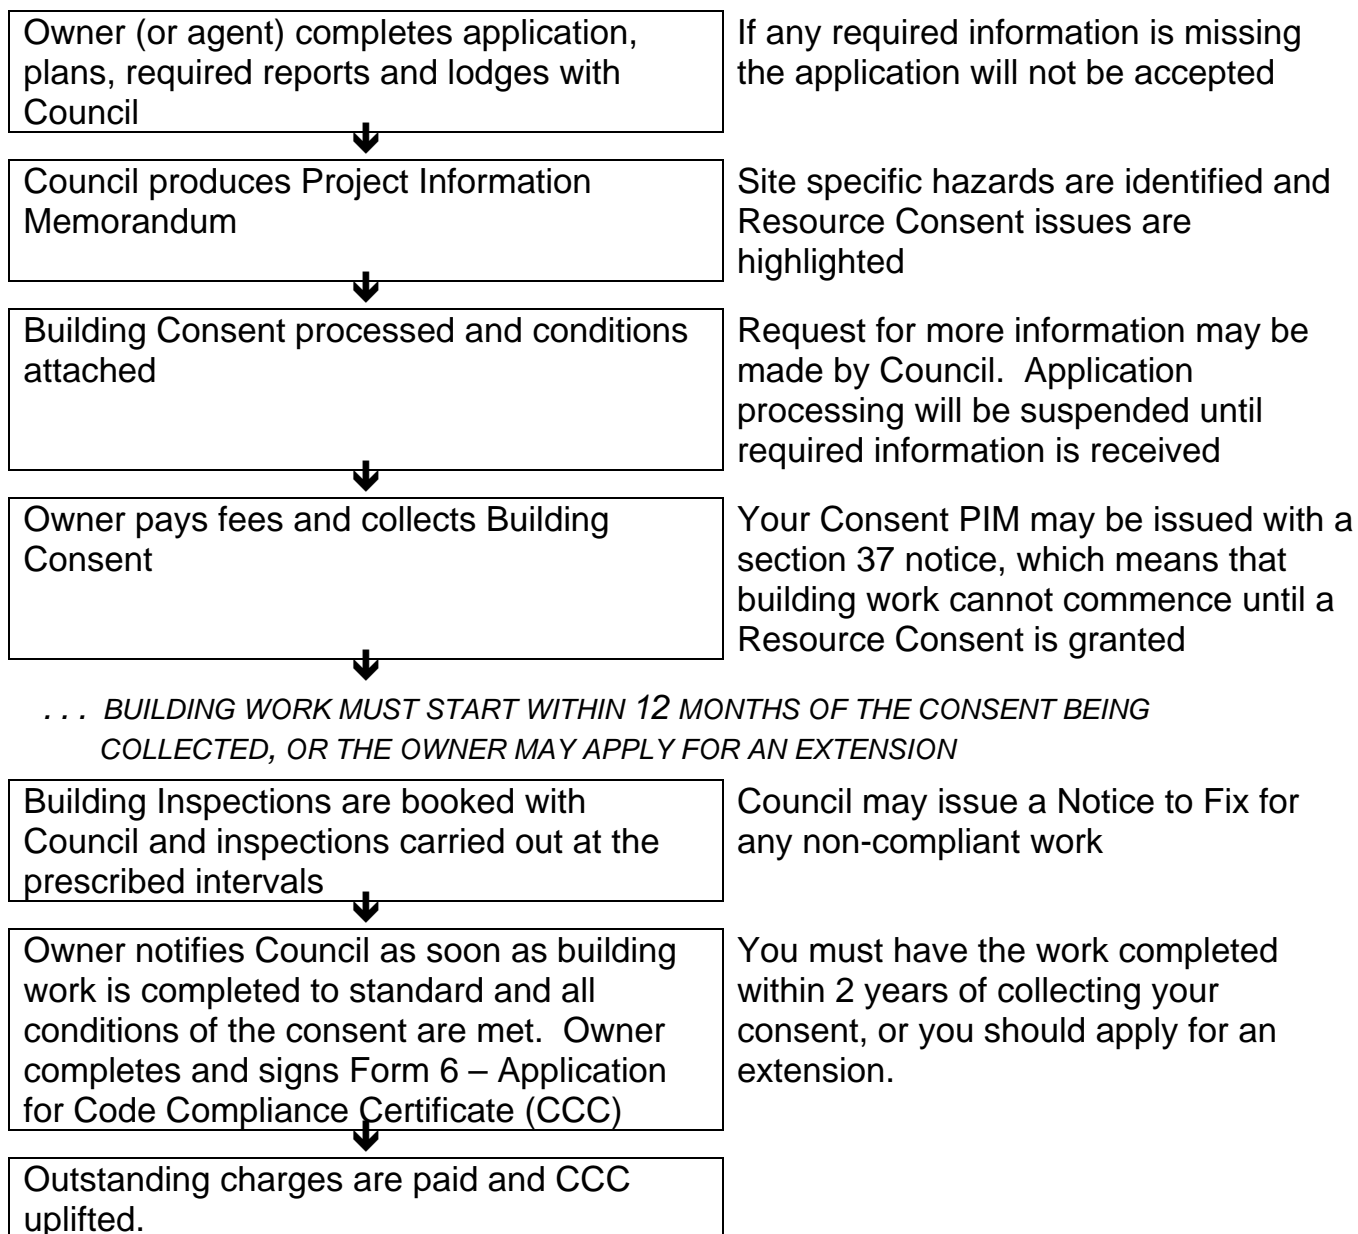 Owner (or agent) completes application,
plans, required reports and lodges with
Council
If any required information is missing
the application will not be accepted
Council produces Project Information
Memorandum
Site specific hazards are identified and
Resource Consent issues are
highlighted
Building Consent processed and conditions
attached
Request for more information may be
made by Council.  Application
processing will be suspended until
required information is received
Owner pays fees and collects Building
Consent
Your Consent PIM may be issued with a
section 37 notice, which means that
building work cannot commence until a
Resource Consent is granted
. . . BUILDING WORK MUST START WITHIN 12 MONTHS OF THE CONSENT BEING
COLLECTED, OR THE OWNER MAY APPLY FOR AN EXTENSION
Building Inspections are booked with
Council and inspections carried out at the
prescribed intervals
Council may issue a Notice to Fix for
any non-compliant work
Owner notifies Council as soon as building
work is completed to standard and all
conditions of the consent are met.  Owner
completes and signs Form 6 – Application
for Code Compliance Certificate (CCC)
You must have the work completed
within 2 years of collecting your
consent, or you should apply for an
extension.
Outstanding charges are paid and CCC
uplifted.